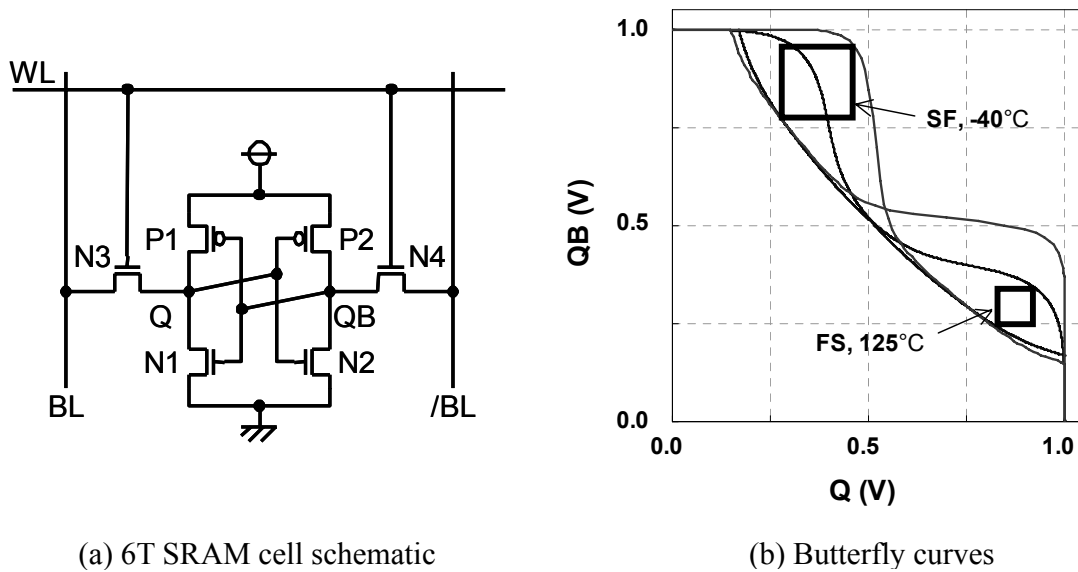 WL
P1
P2
N3
N4
Q
QB
N1
N2
BL
/BL
(a) 6T SRAM cell schematic
1.0
SF, -40°C
QB (V)
0.5
FS, 125°C
0.0
0.0
0.5
1.0
Q (V)
(b) Butterfly curves